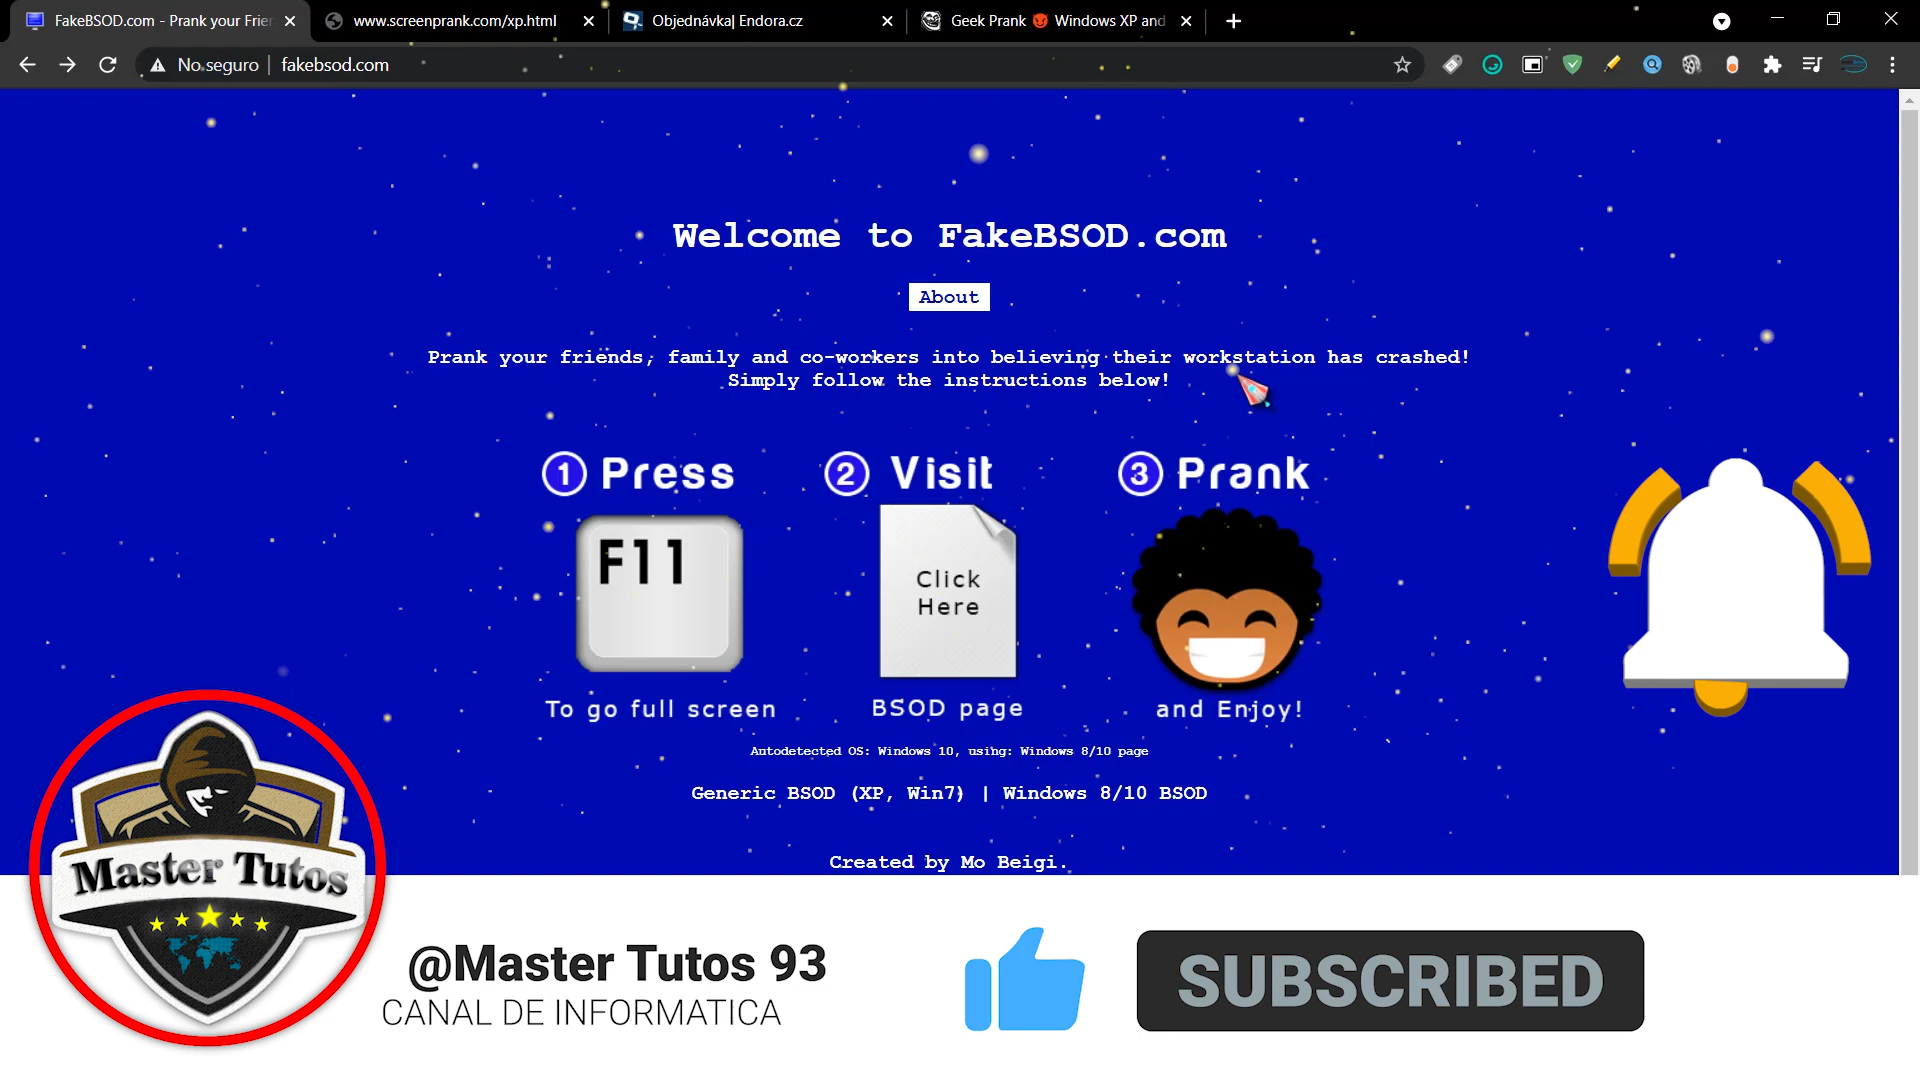 FakeBSOD.com - Prank your Frie
www.screenprank.com/xp.html
Objednávka| Endora.cz
Geek Prank 😈 Windows XP and
No seguro
fakebsod.com
Welcome to FakeBSOD.com
About
Prank your friends, family and co-workers into believing their workstation has crashed!
Simply follow the instructions below!
1 Press
2 Visit
3 Prank
F11
Click
Here
To go full screen
BSOD page
and Enjoy!
Autodetected OS: Windows 10, using: Windows 8/10 page
Generic BSOD (XP, Win7) | Windows 8/10 BSOD
Created by Mo Beigi.
Master Tutos
@Master Tutos 93
CANAL DE INFORMATICA
SUBSCRIBED